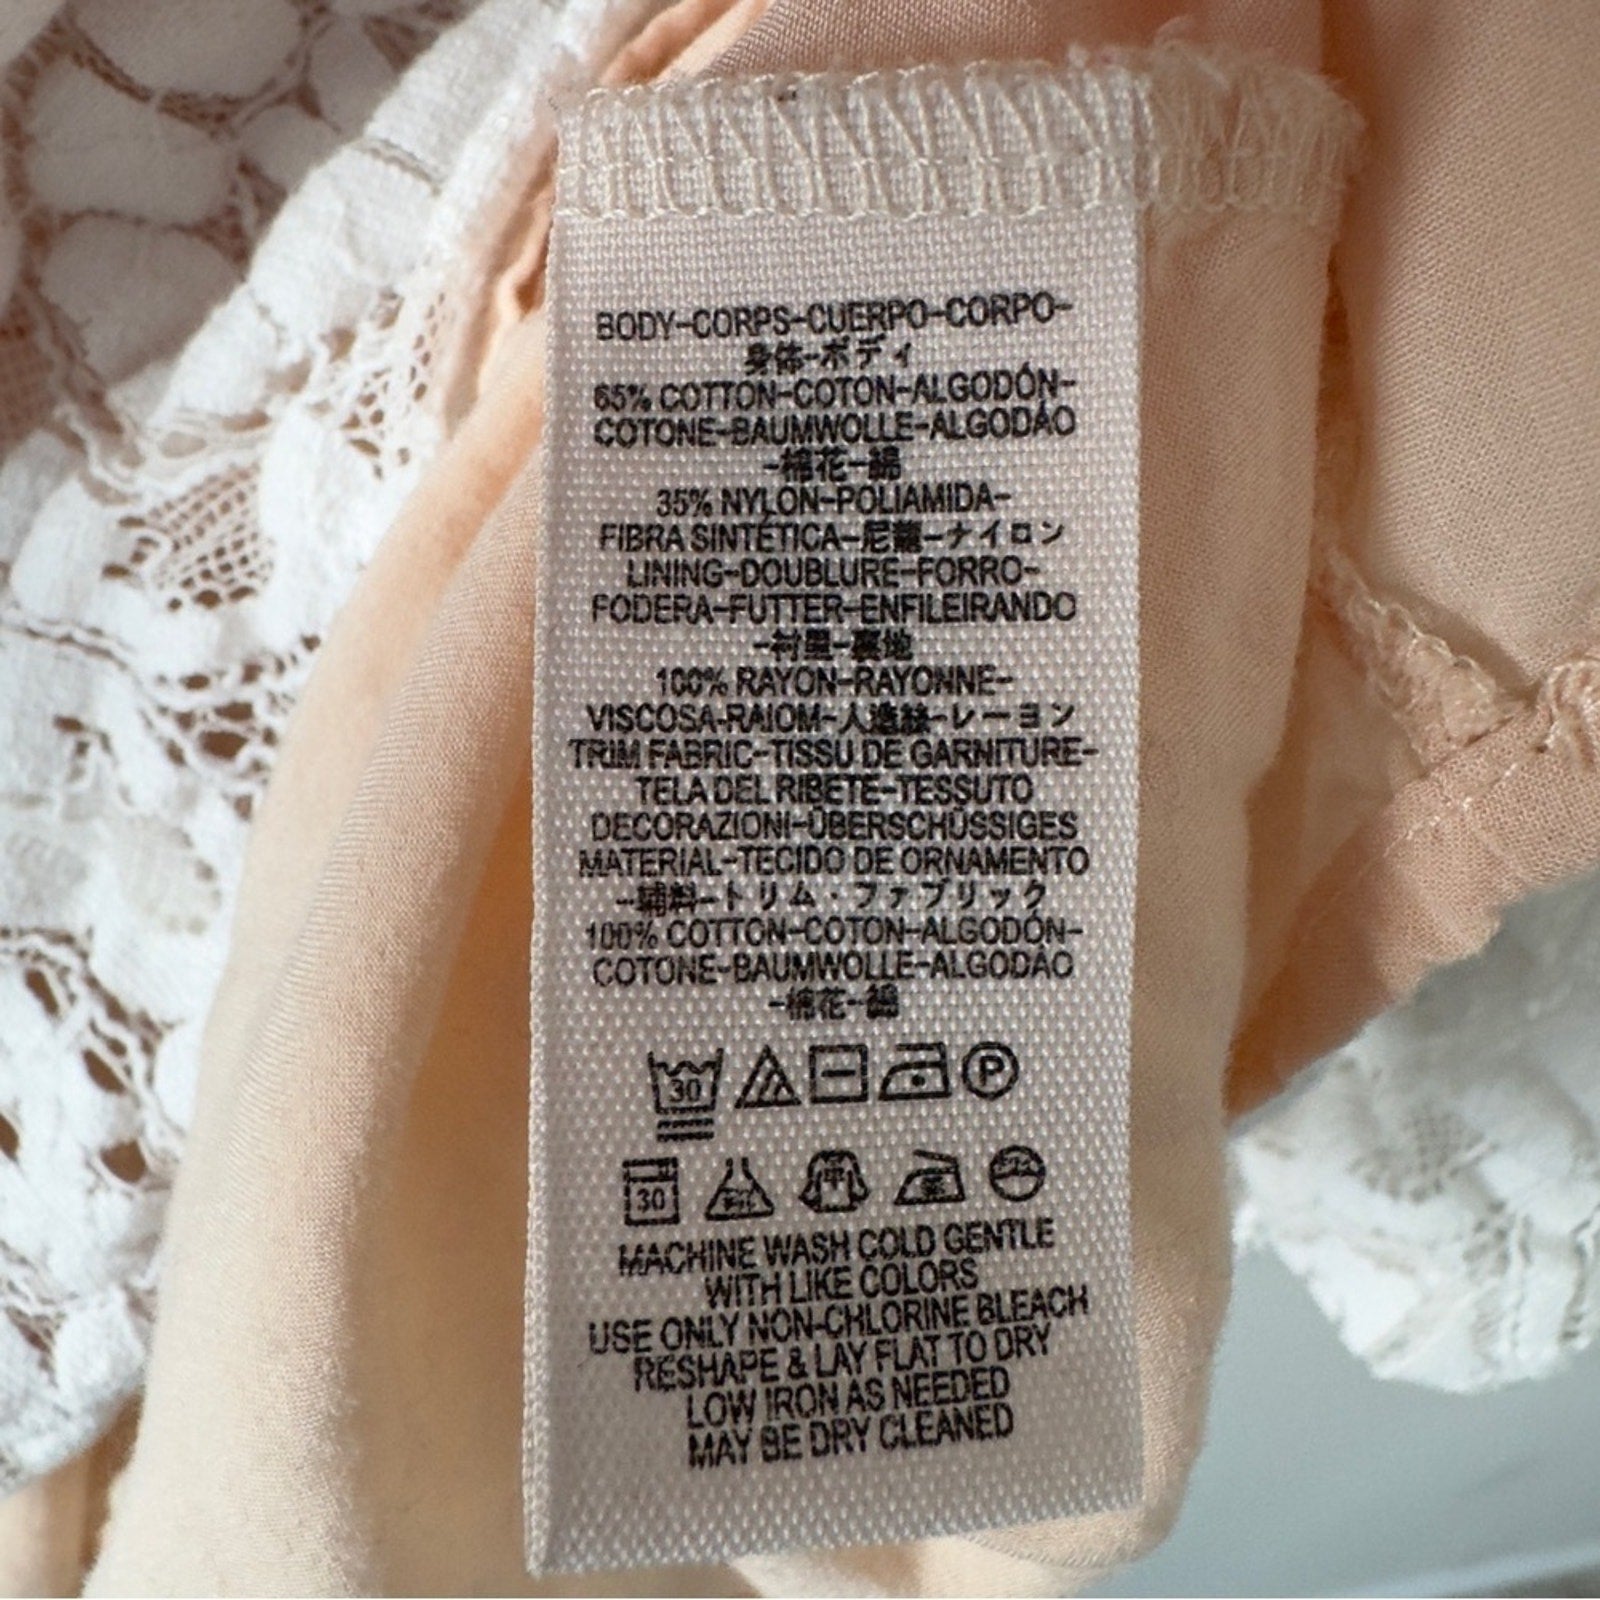 BODY-CORPS-CUERPO-CORPO-
身体-ボディ
65% COTTON-COTON-ALGODÓN-
COTONE-BAUMWOLLE-ALGODÃO
-棉花-綿
35% NYLON-POLIAMIDA-
FIBRA SINTÉTICA-尼龍-ナイロン
LINING-DOUBLURE-FORRO-
FODERA-FUTTER-ENFILEIRANDO
-衬里-裏地
100% RAYON-RAYONNE-
VISCOSA-RAIOM-人造絲-レーヨン
TRIM FABRIC-TISSU DE GARNITURE-
TELA DEL RIBETE-TESSUTO
DECORAZIONI-ÜBERSCHÜSSIGES
MATERIAL-TECIDO DE ORNAMENTO
-辅料-トリム・ファブリック
100% COTTON-COTON-ALGODÓN-
COTONE-BAUMWOLLE-ALGODÃO
-棉花-綿
30 P
30 平
MACHINE WASH COLD GENTLE
WITH LIKE COLORS
USE ONLY NON-CHLORINE BLEACH
RESHAPE & LAY FLAT TO DRY
LOW IRON AS NEEDED
MAY BE DRY CLEANED